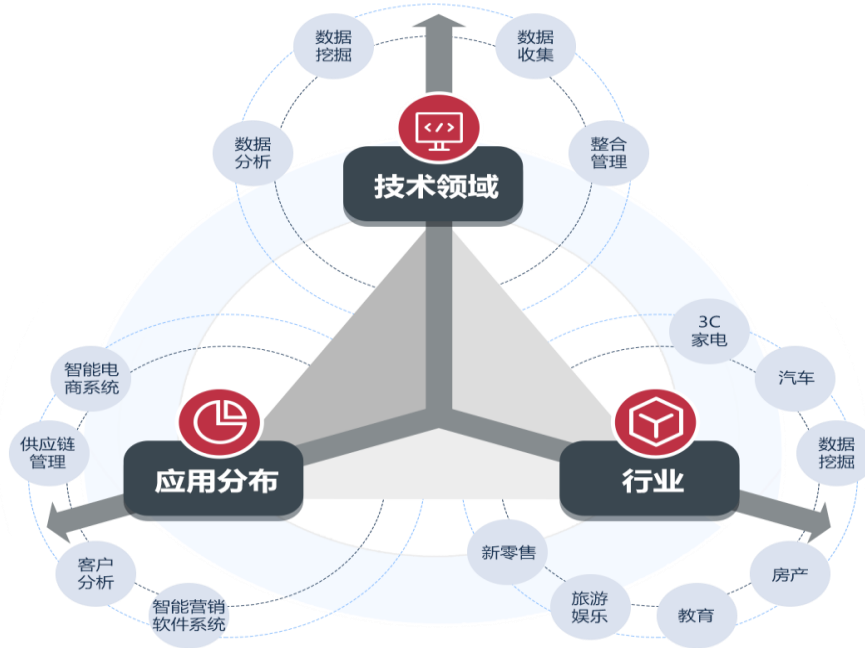 数据
挖掘
数据
收集
数据
分析
整合
管理
技术领域
3C
家电
智能电
商系统
汽车
供应链
管理
数据
挖掘
应用分布
行业
新零售
客户
分析
房产
智能营销
软件系统
旅游
娱乐
教育